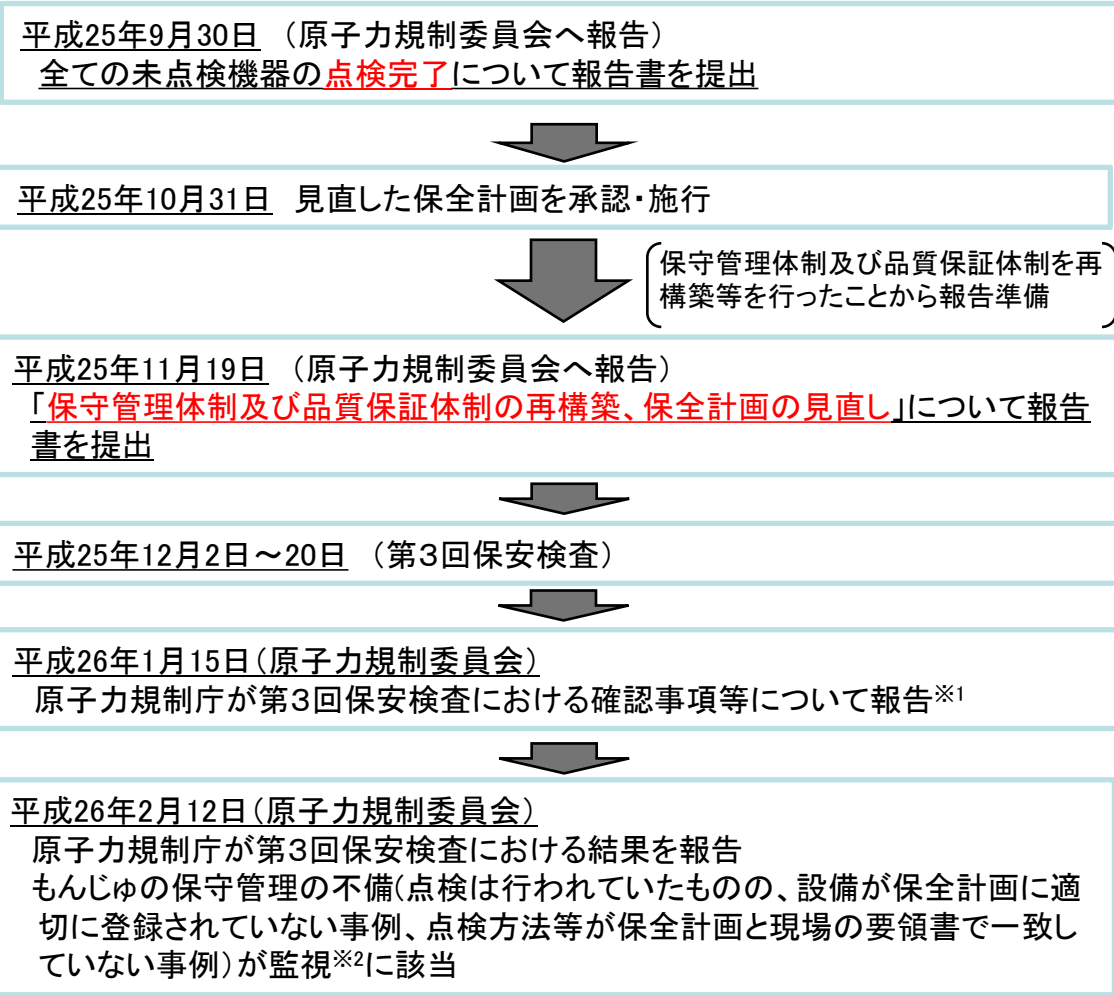 平成25年9月30日　（原子力規制委員会へ報告）
全ての未点検機器の点検完了について報告書を提出
平成25年10月31日　見直した保全計画を承認・施行
保守管理体制及び品質保証体制を再
構築等を行ったことから報告準備
平成25年11月19日　（原子力規制委員会へ報告）
「保守管理体制及び品質保証体制の再構築、保全計画の見直し」について報告
書を提出
平成25年12月2日～20日　（第３回保安検査）
平成26年1月15日（原子力規制委員会）
原子力規制庁が第３回保安検査における確認事項等について報告※1
平成26年2月12日（原子力規制委員会）
原子力規制庁が第３回保安検査における結果を報告
もんじゅの保守管理の不備（点検は行われていたものの、設備が保全計画に適
切に登録されていない事例、点検方法等が保全計画と現場の要領書で一致し
ていない事例）が監視※2に該当